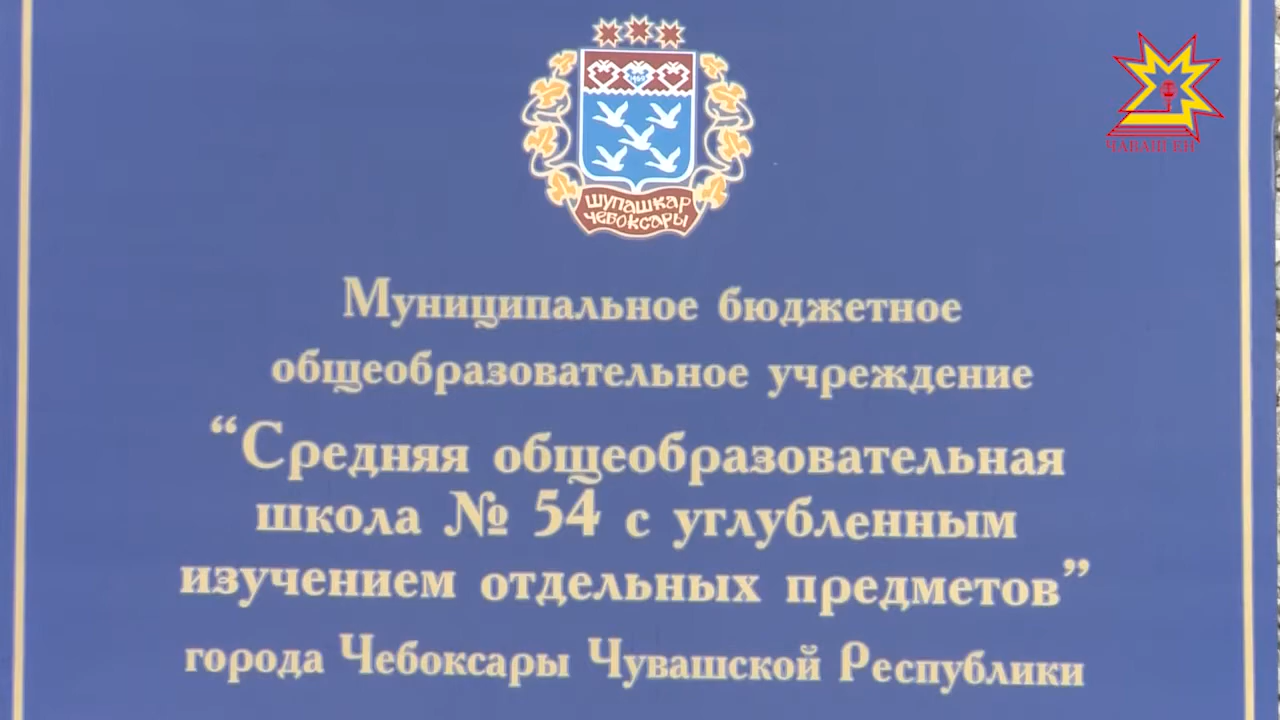 1469
ШУПАШКАР
ЧЕБОКСАРЫ
Муниципальное бюджетное
общеобразовательное учреждение
“Средняя общеобразовательная
школа № 54 с углубленным
изучением отдельных предметов”
города Чебоксары Чувашской Республики